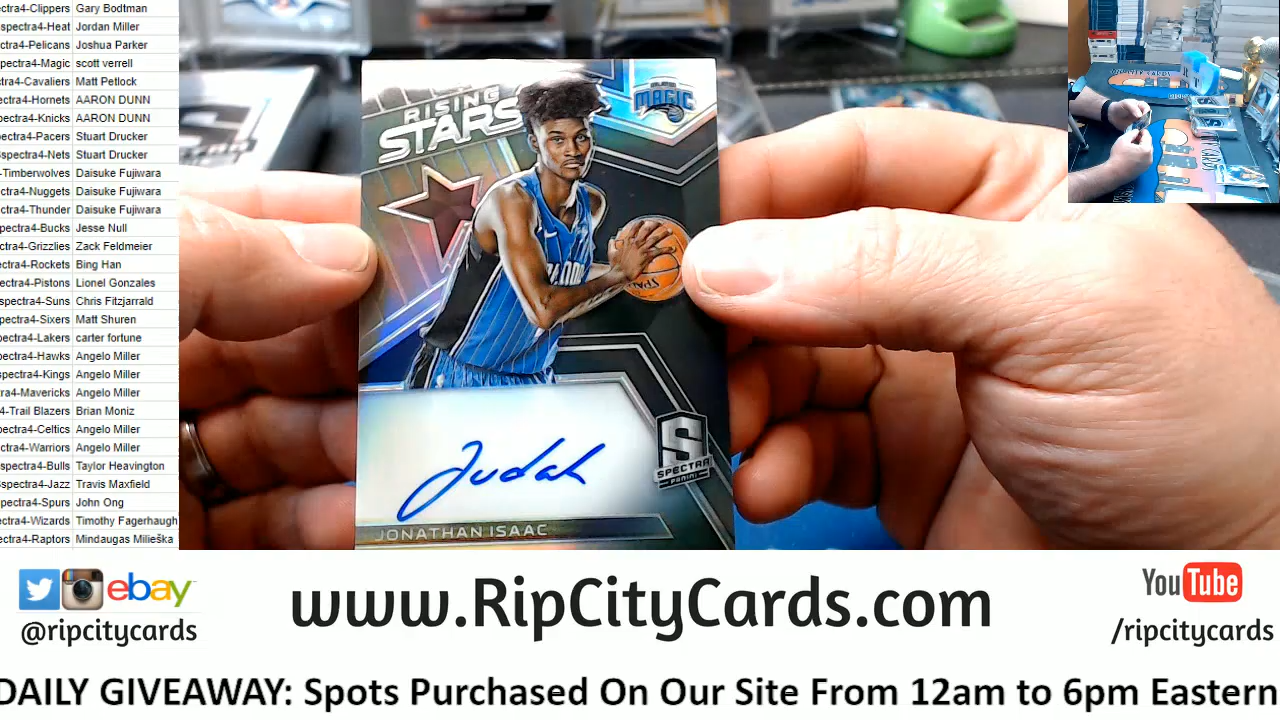 ectra4-Clippers Gary Bodtman
spectra4-Heat Jordan Miller
ctra4-Pelicans Joshua Parker
pectra4-Magic scott verrell
tra4-Cavaliers Matt Petlock
ectra4-Hornets AARON DUNN
pectra4-Knicks AARON DUNN
pectra4-Pacers Stuart Drucker
spectra4-Nets Stuart Drucker
-Timberwolves Daisuke Fujiwara
ctra4-Nuggets Daisuke Fujiwara
ctra4-Thunder Daisuke Fujiwara
spectra4-Bucks Jesse Null
ctra4-Grizzlies Zack Feldmeier
ectra4-Rockets Bing Han
ectra4-Pistons Lionel Gonzales
spectra4-Suns Chris Fitzjarrald
spectra4-Sixers Matt Shuren
pectra4-Lakers carter fortune
pectra4-Hawks Angelo Miller
pectra4-Kings Angelo Miller
ra4-Mavericks Angelo Miller
4-Trail Blazers Brian Moniz
pectra4-Celtics Angelo Miller
ctra4-Warriors Angelo Miller
spectra4-Bulls Taylor Heavington
spectra4-Jazz Travis Maxfield
spectra4-Spurs John Ong
ectra4-Wizards Timothy Fagerhaugh
ectra4-Raptors Mindaugas Milieška
RISING
STARS
MAGIC
Judah
S
SPECTRA
PANINI
JONATHAN ISAAC
ebay
@ripcitycards
www.RipCityCards.com
YouTube
/ripcitycards
DAILY GIVEAWAY: Spots Purchased On Our Site From 12am to 6pm Eastern